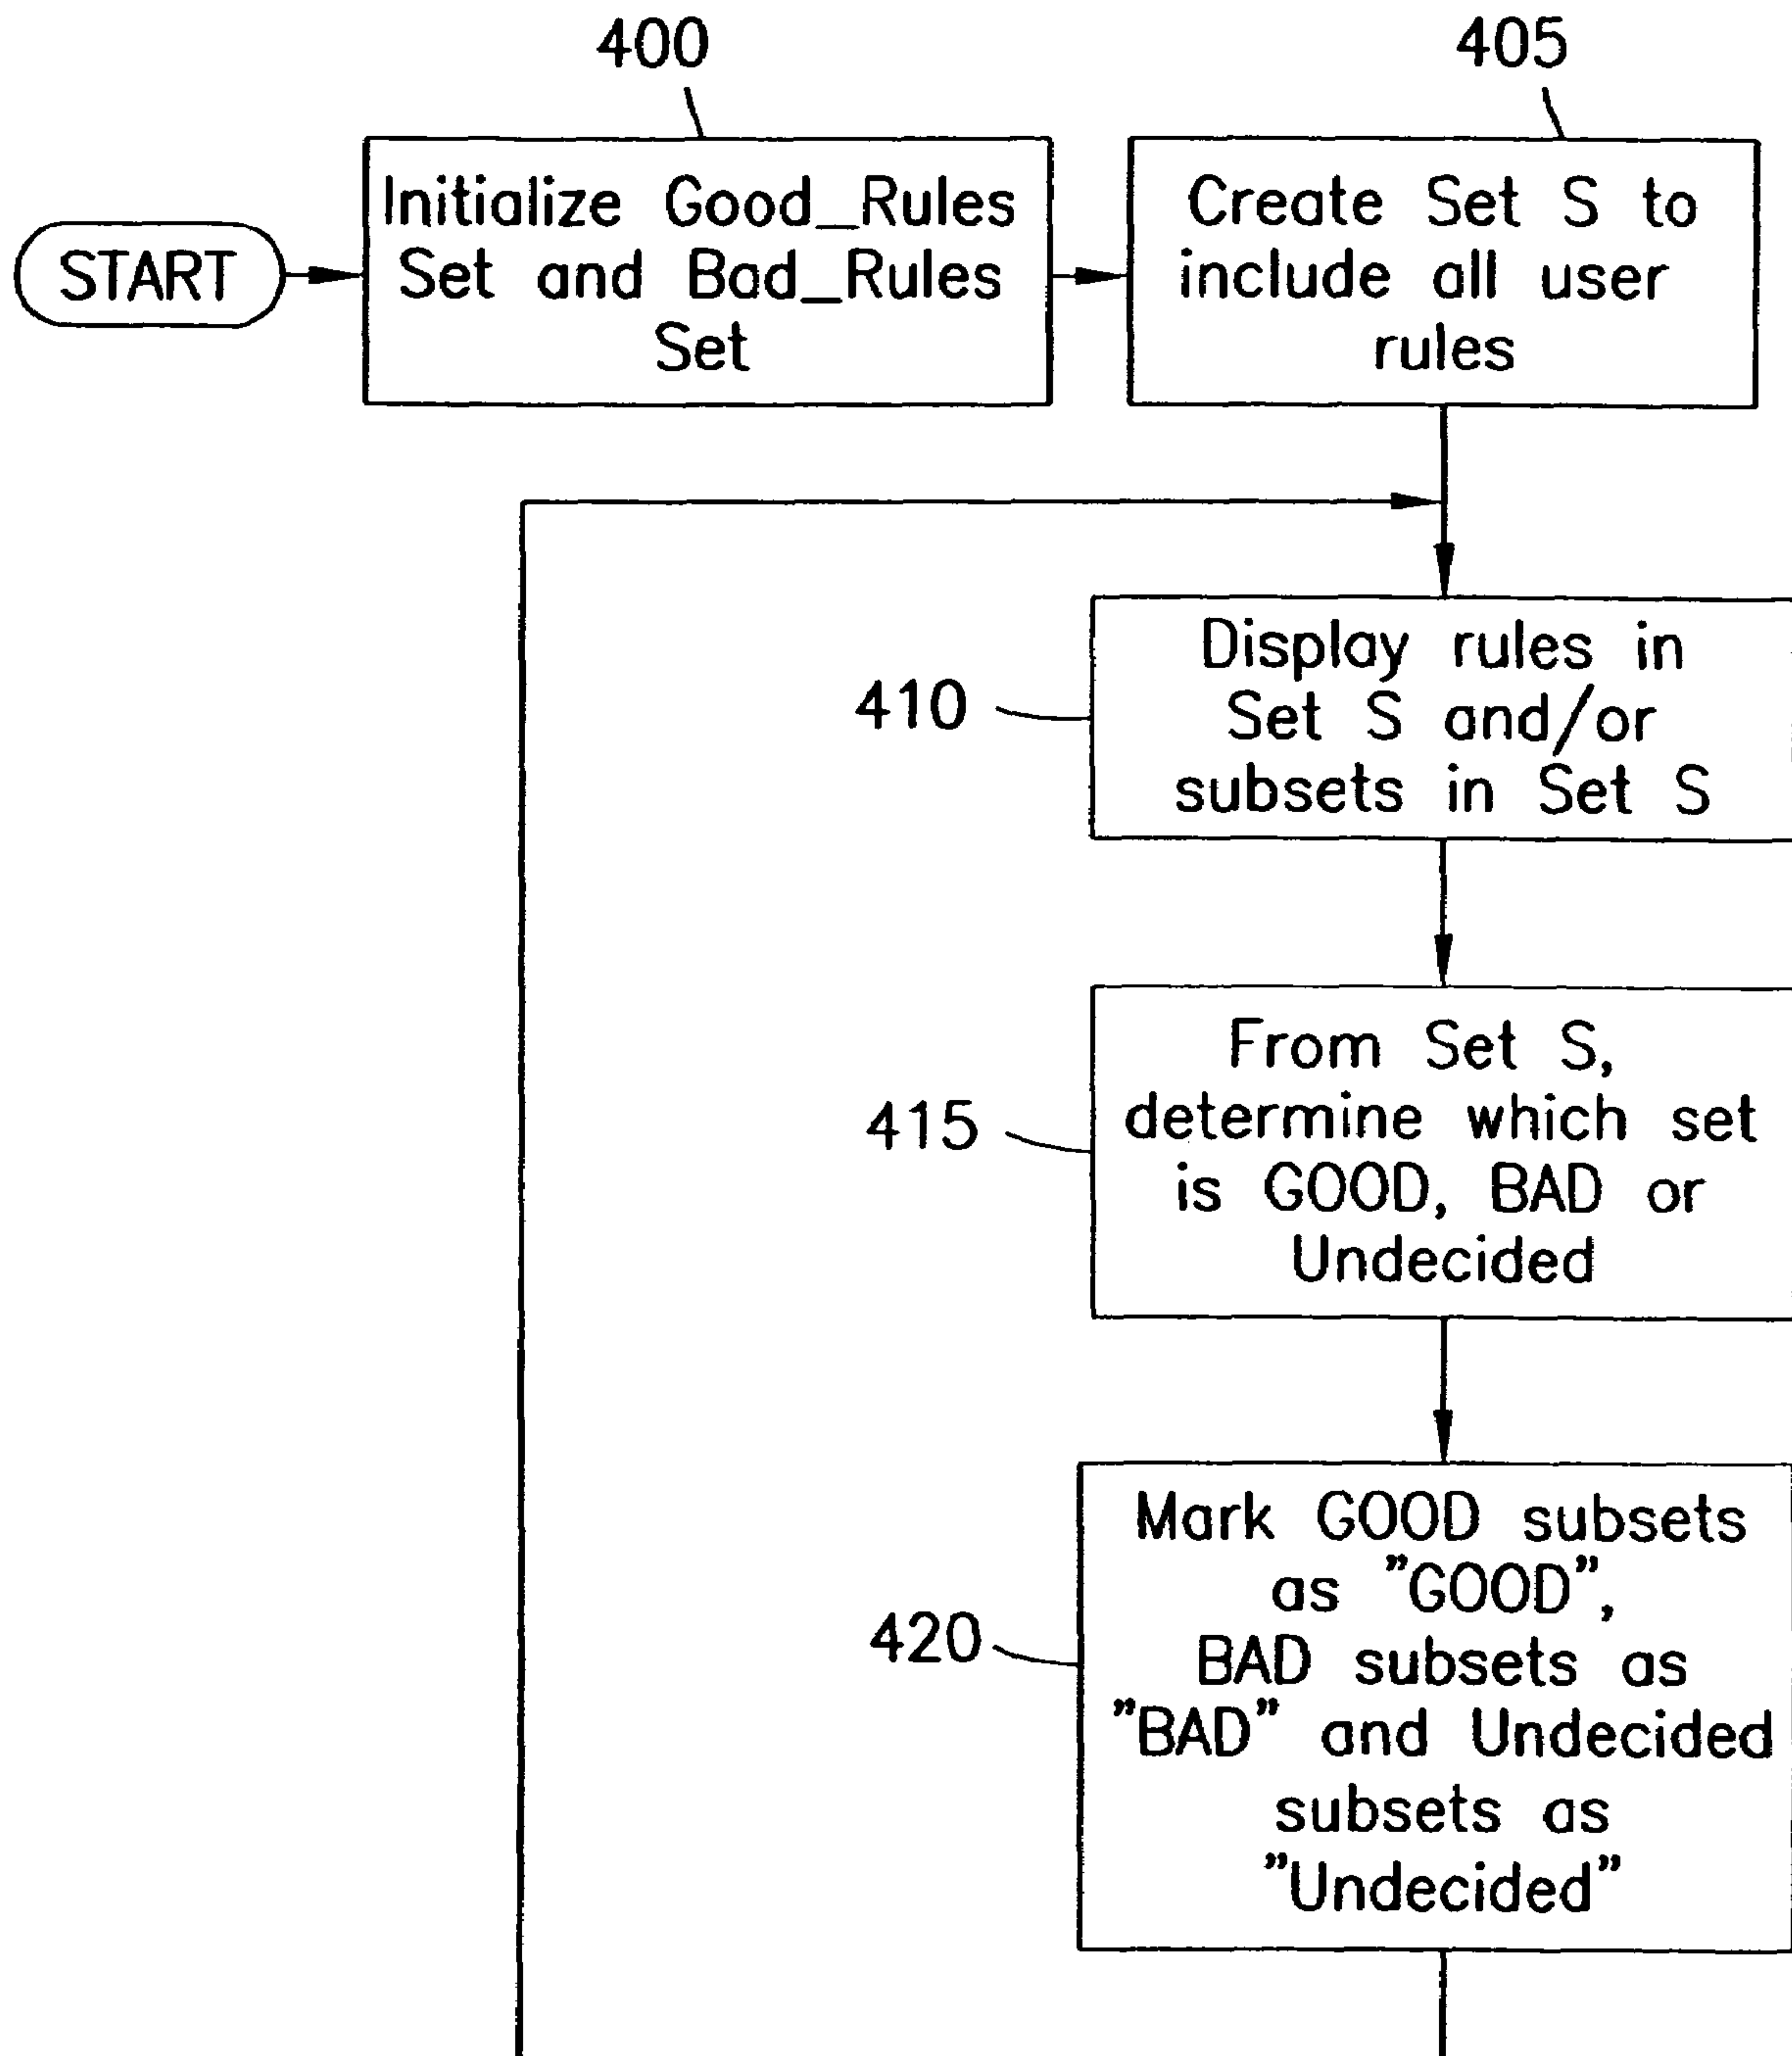 400
405
START
Initialize Good_Rules
Set and Bad_Rules
Set
Create Set S to
include all user
rules
410
Display rules in
Set S and/or
subsets in Set S
415
From Set S,
determine which set
is GOOD, BAD or
Undecided
420
Mark GOOD subsets
as "GOOD",
BAD subsets as
"BAD" and Undecided
subsets as
"Undecided"